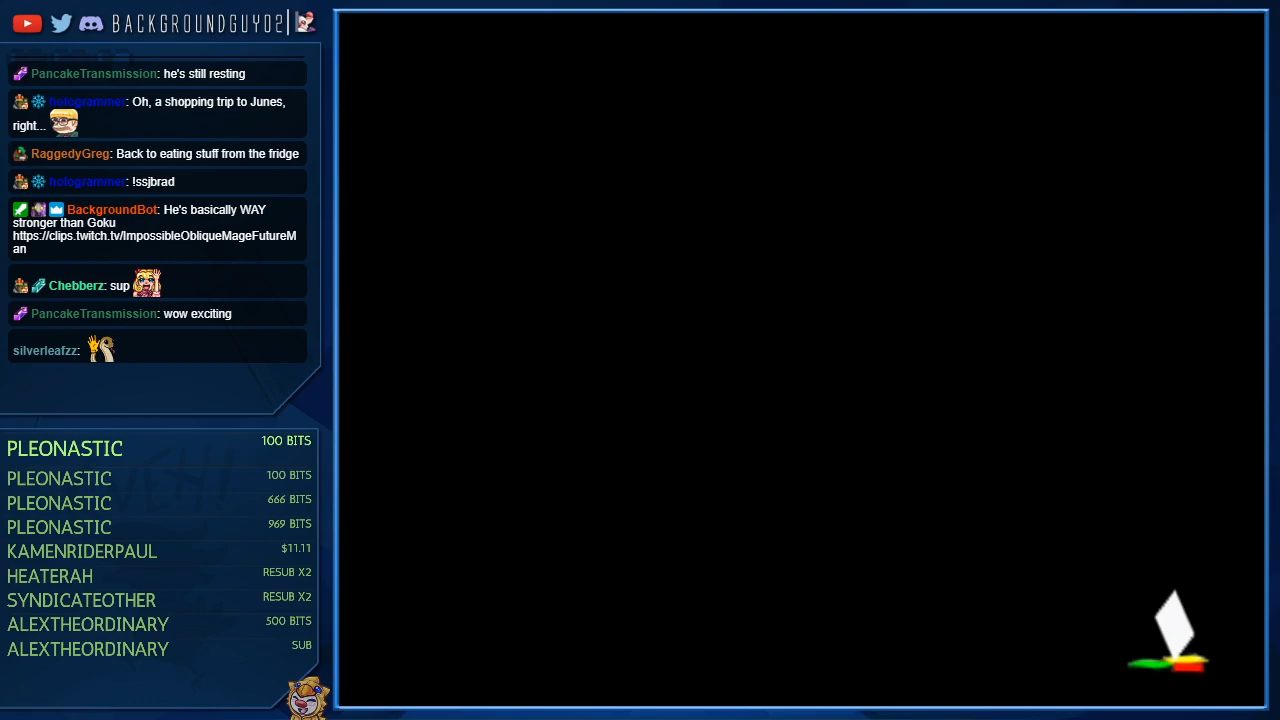 BACKGROUNDGUY02
PancakeTransmission: he's still resting
hologrammer: Oh, a shopping trip to Junes,
right...
RaggedyGreg: Back to eating stuff from the fridge
hologrammer: !ssjbrad
BackgroundBot: He's basically WAY
stronger than Goku
https://clips.twitch.tv/ImpossibleObliqueMageFutureM
an
Chebberz: sup
PancakeTransmission: wow exciting
silverleafzz:
PLEONASTIC 100 BITS
PLEONASTIC 100 BITS
PLEONASTIC 666 BITS
PLEONASTIC 969 BITS
KAMENRIDERPAUL $11.11
HEATERAH RESUB X2
SYNDICATEOTHER RESUB X2
ALEXTHEORDINARY 500 BITS
ALEXTHEORDINARY SUB